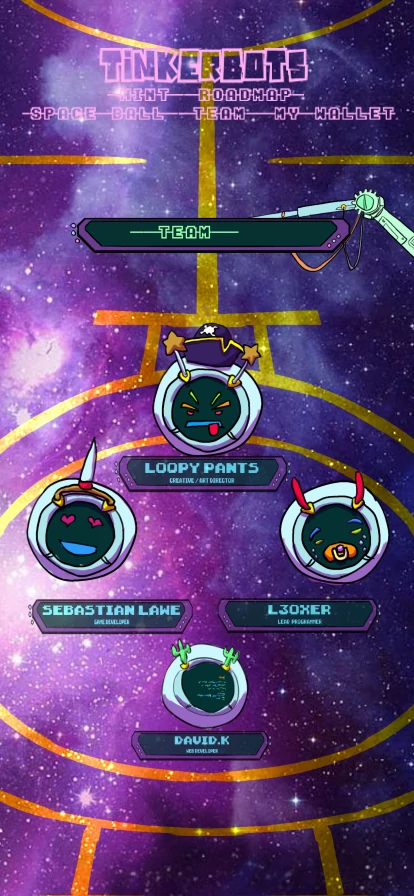 TINKERBOTS
MINT ROADMAP
SPACE BALL TEAM MY WALLET
TEAM
LOOPY PANTS
CREATIVE / ART DIRECTOR
SEBASTIAN LAWE
GAME DEVELOPER
L3OXER
LEAD PROGRAMMER
DAVID.K
WEB DEVELOPER